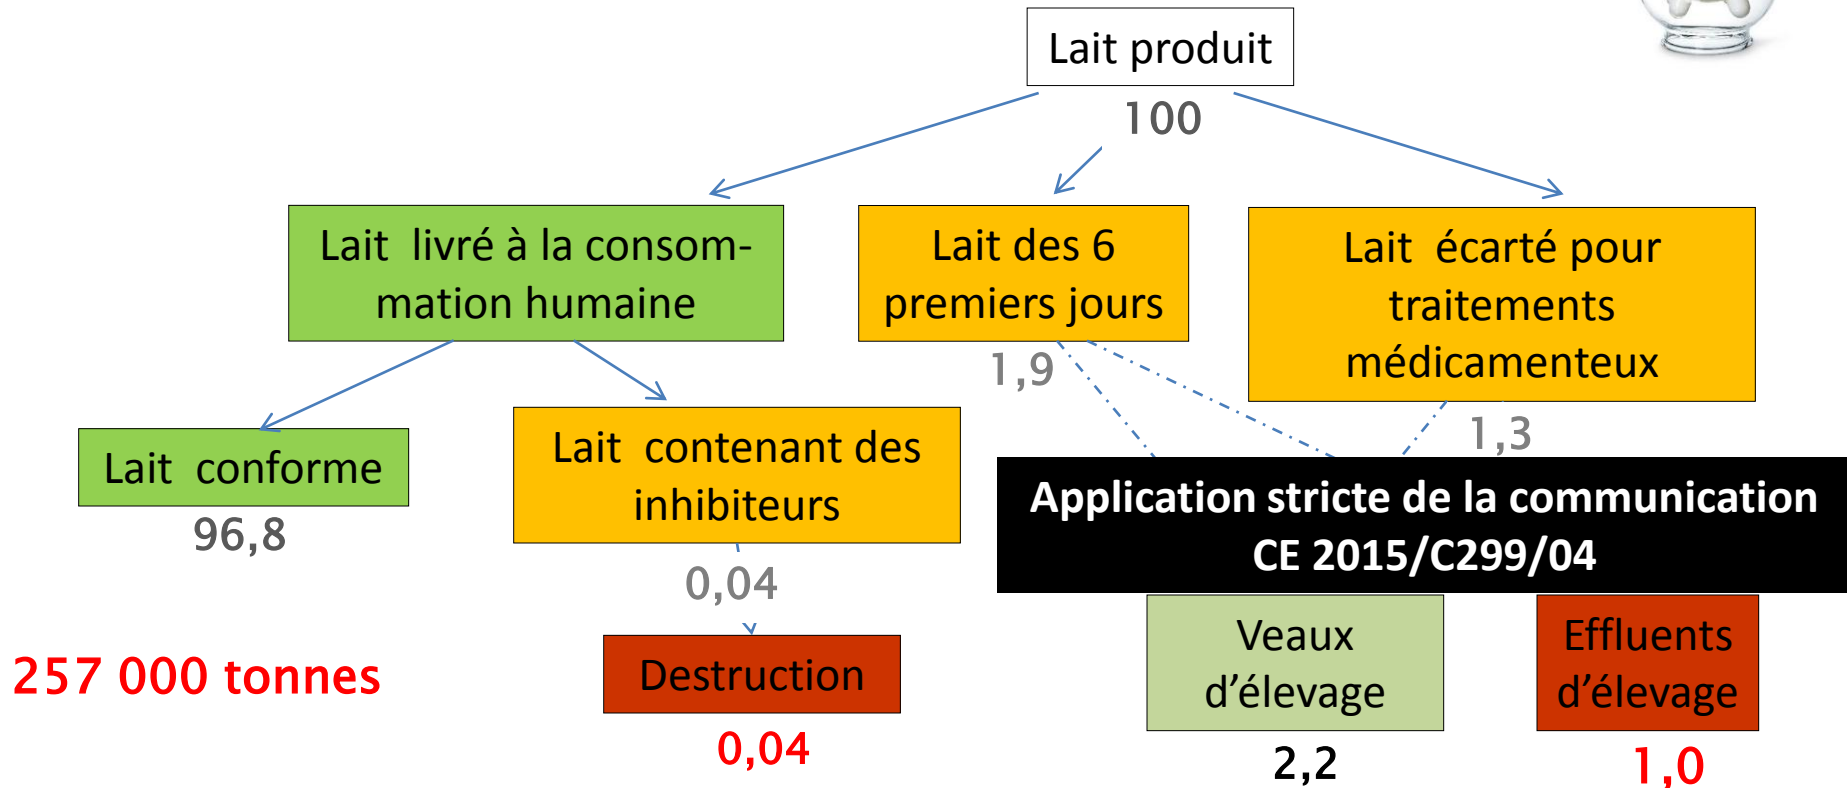 Lait produit
100
Lait livré à la consom-
mation humaine
Lait des 6
premiers jours
1,9
Lait écarté pour
traitements
médicamenteux
1,3
Lait conforme
96,8
Lait contenant des
inhibiteurs
0,04
Application stricte de la communication
CE 2015/C299/04
257 000 tonnes
Destruction
0,04
Veaux
d'élevage
2,2
Effluents
d'élevage
1,0